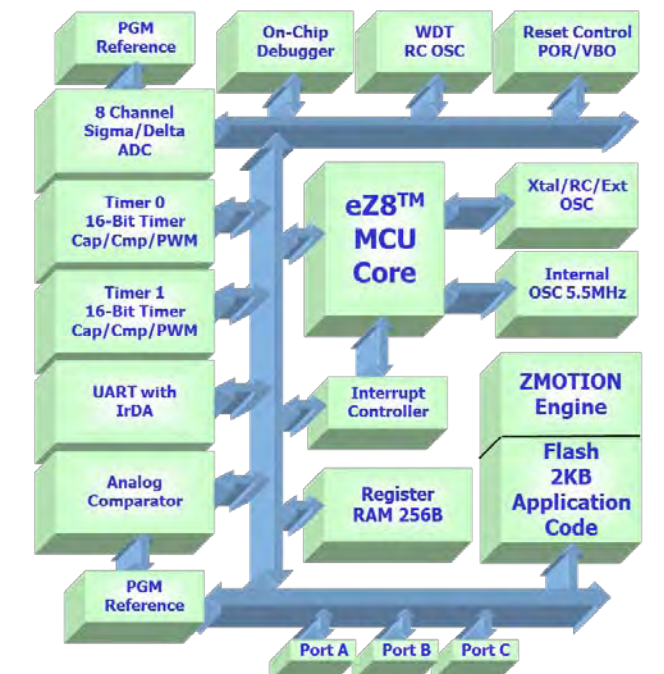 PGM
Reference
On-Chip
Debugger
WDT
RC OSC
Reset Control
POR/VBO
8 Channel
Sigma/Delta
ADC
Timer 0
16-Bit Timer
Cap/Cmp/PWM
eZ8™
MCU
Core
Xtal/RC/Ext
OSC
Internal
OSC 5.5MHz
Timer 1
16-Bit Timer
Cap/Cmp/PWM
UART with
IrDA
Interrupt
Controller
ZMOTION
Engine
Flash
2KB
Application
Code
Analog
Comparator
Register
RAM 256B
PGM
Reference
Port A
Port B
Port C